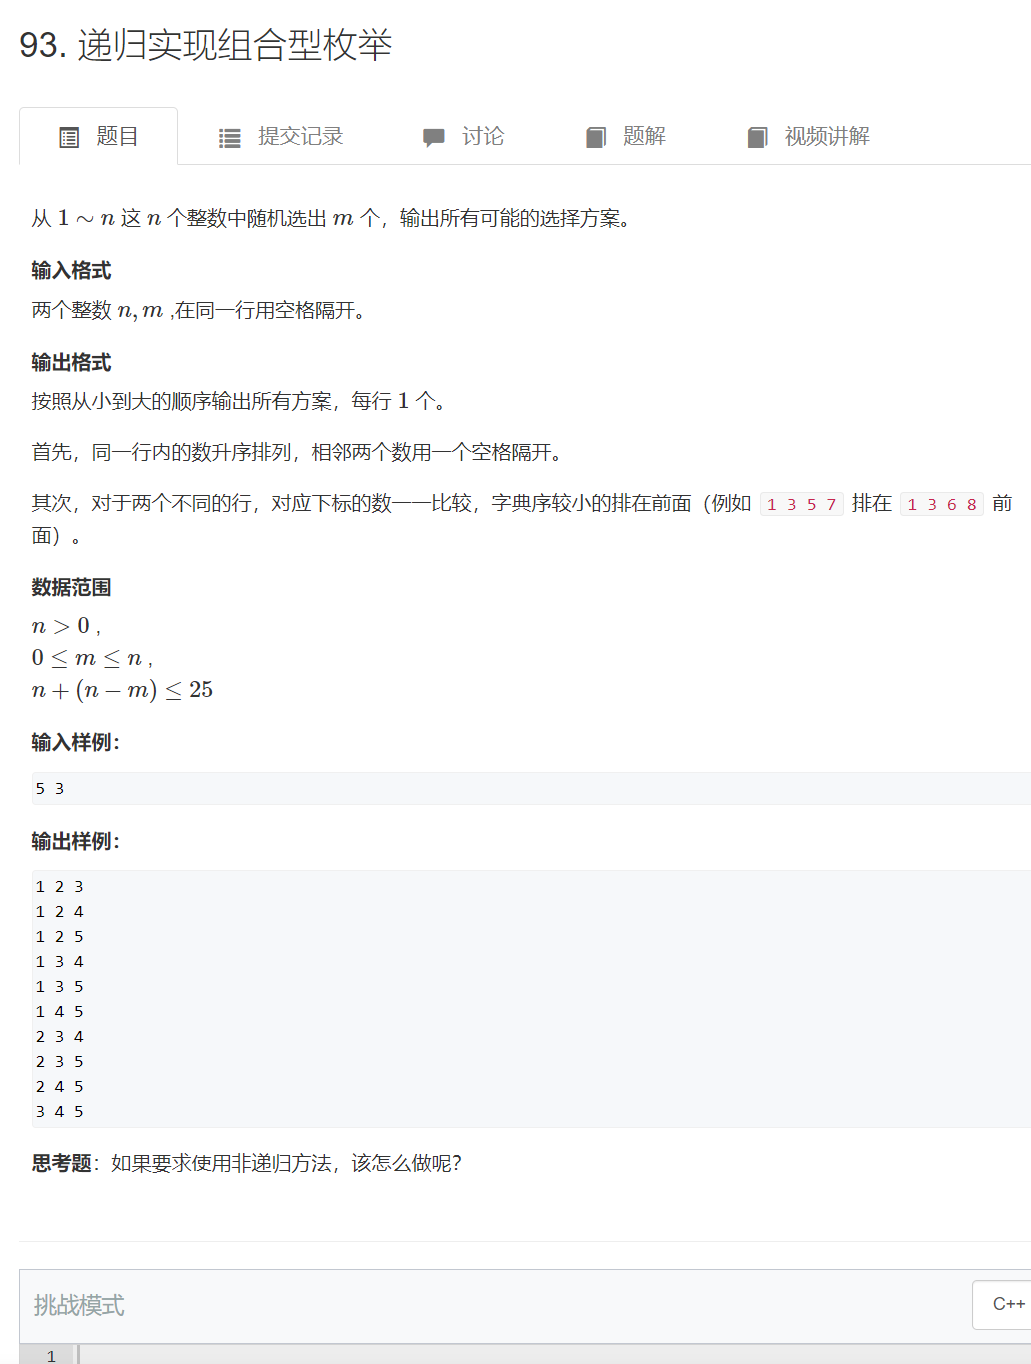 93. 递归实现组合型枚举
题目 提交记录 讨论 题解 视频讲解
从 1 ∼ n 这 n 个整数中随机选出 m 个，输出所有可能的选择方案。
输入格式
两个整数 n, m ,在同一行用空格隔开。
输出格式
按照从小到大的顺序输出所有方案，每行 1 个。
首先，同一行内的数升序排列，相邻两个数用一个空格隔开。
其次，对于两个不同的行，对应下标的数一一比较，字典序较小的排在前面（例如 1 3 5 7 排在 1 3 6 8 前
面）。
数据范围
n > 0 ,
0 ≤ m ≤ n ,
n + (n − m) ≤ 25
输入样例：
5 3
输出样例：
1 2 3
1 2 4
1 2 5
1 3 4
1 3 5
1 4 5
2 3 4
2 3 5
2 4 5
3 4 5
思考题：如果要求使用非递归方法，该怎么做呢？
挑战模式 C++
1